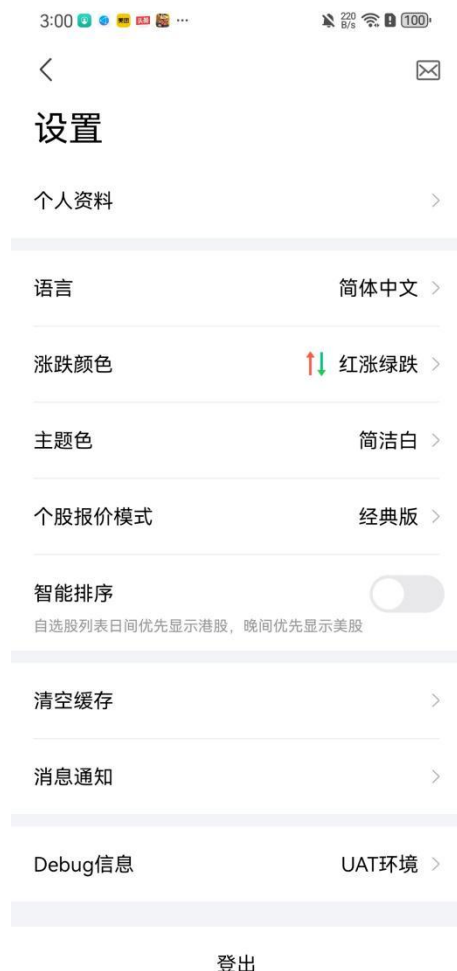 3:00 ··· 220 B/s 100
设置
个人资料
语言 简体中文
涨跌颜色 红涨绿跌
主题色 简洁白
个股报价模式 经典版
智能排序
自选股列表日间优先显示港股，晚间优先显示美股
清空缓存
消息通知
Debug信息 UAT环境
登出